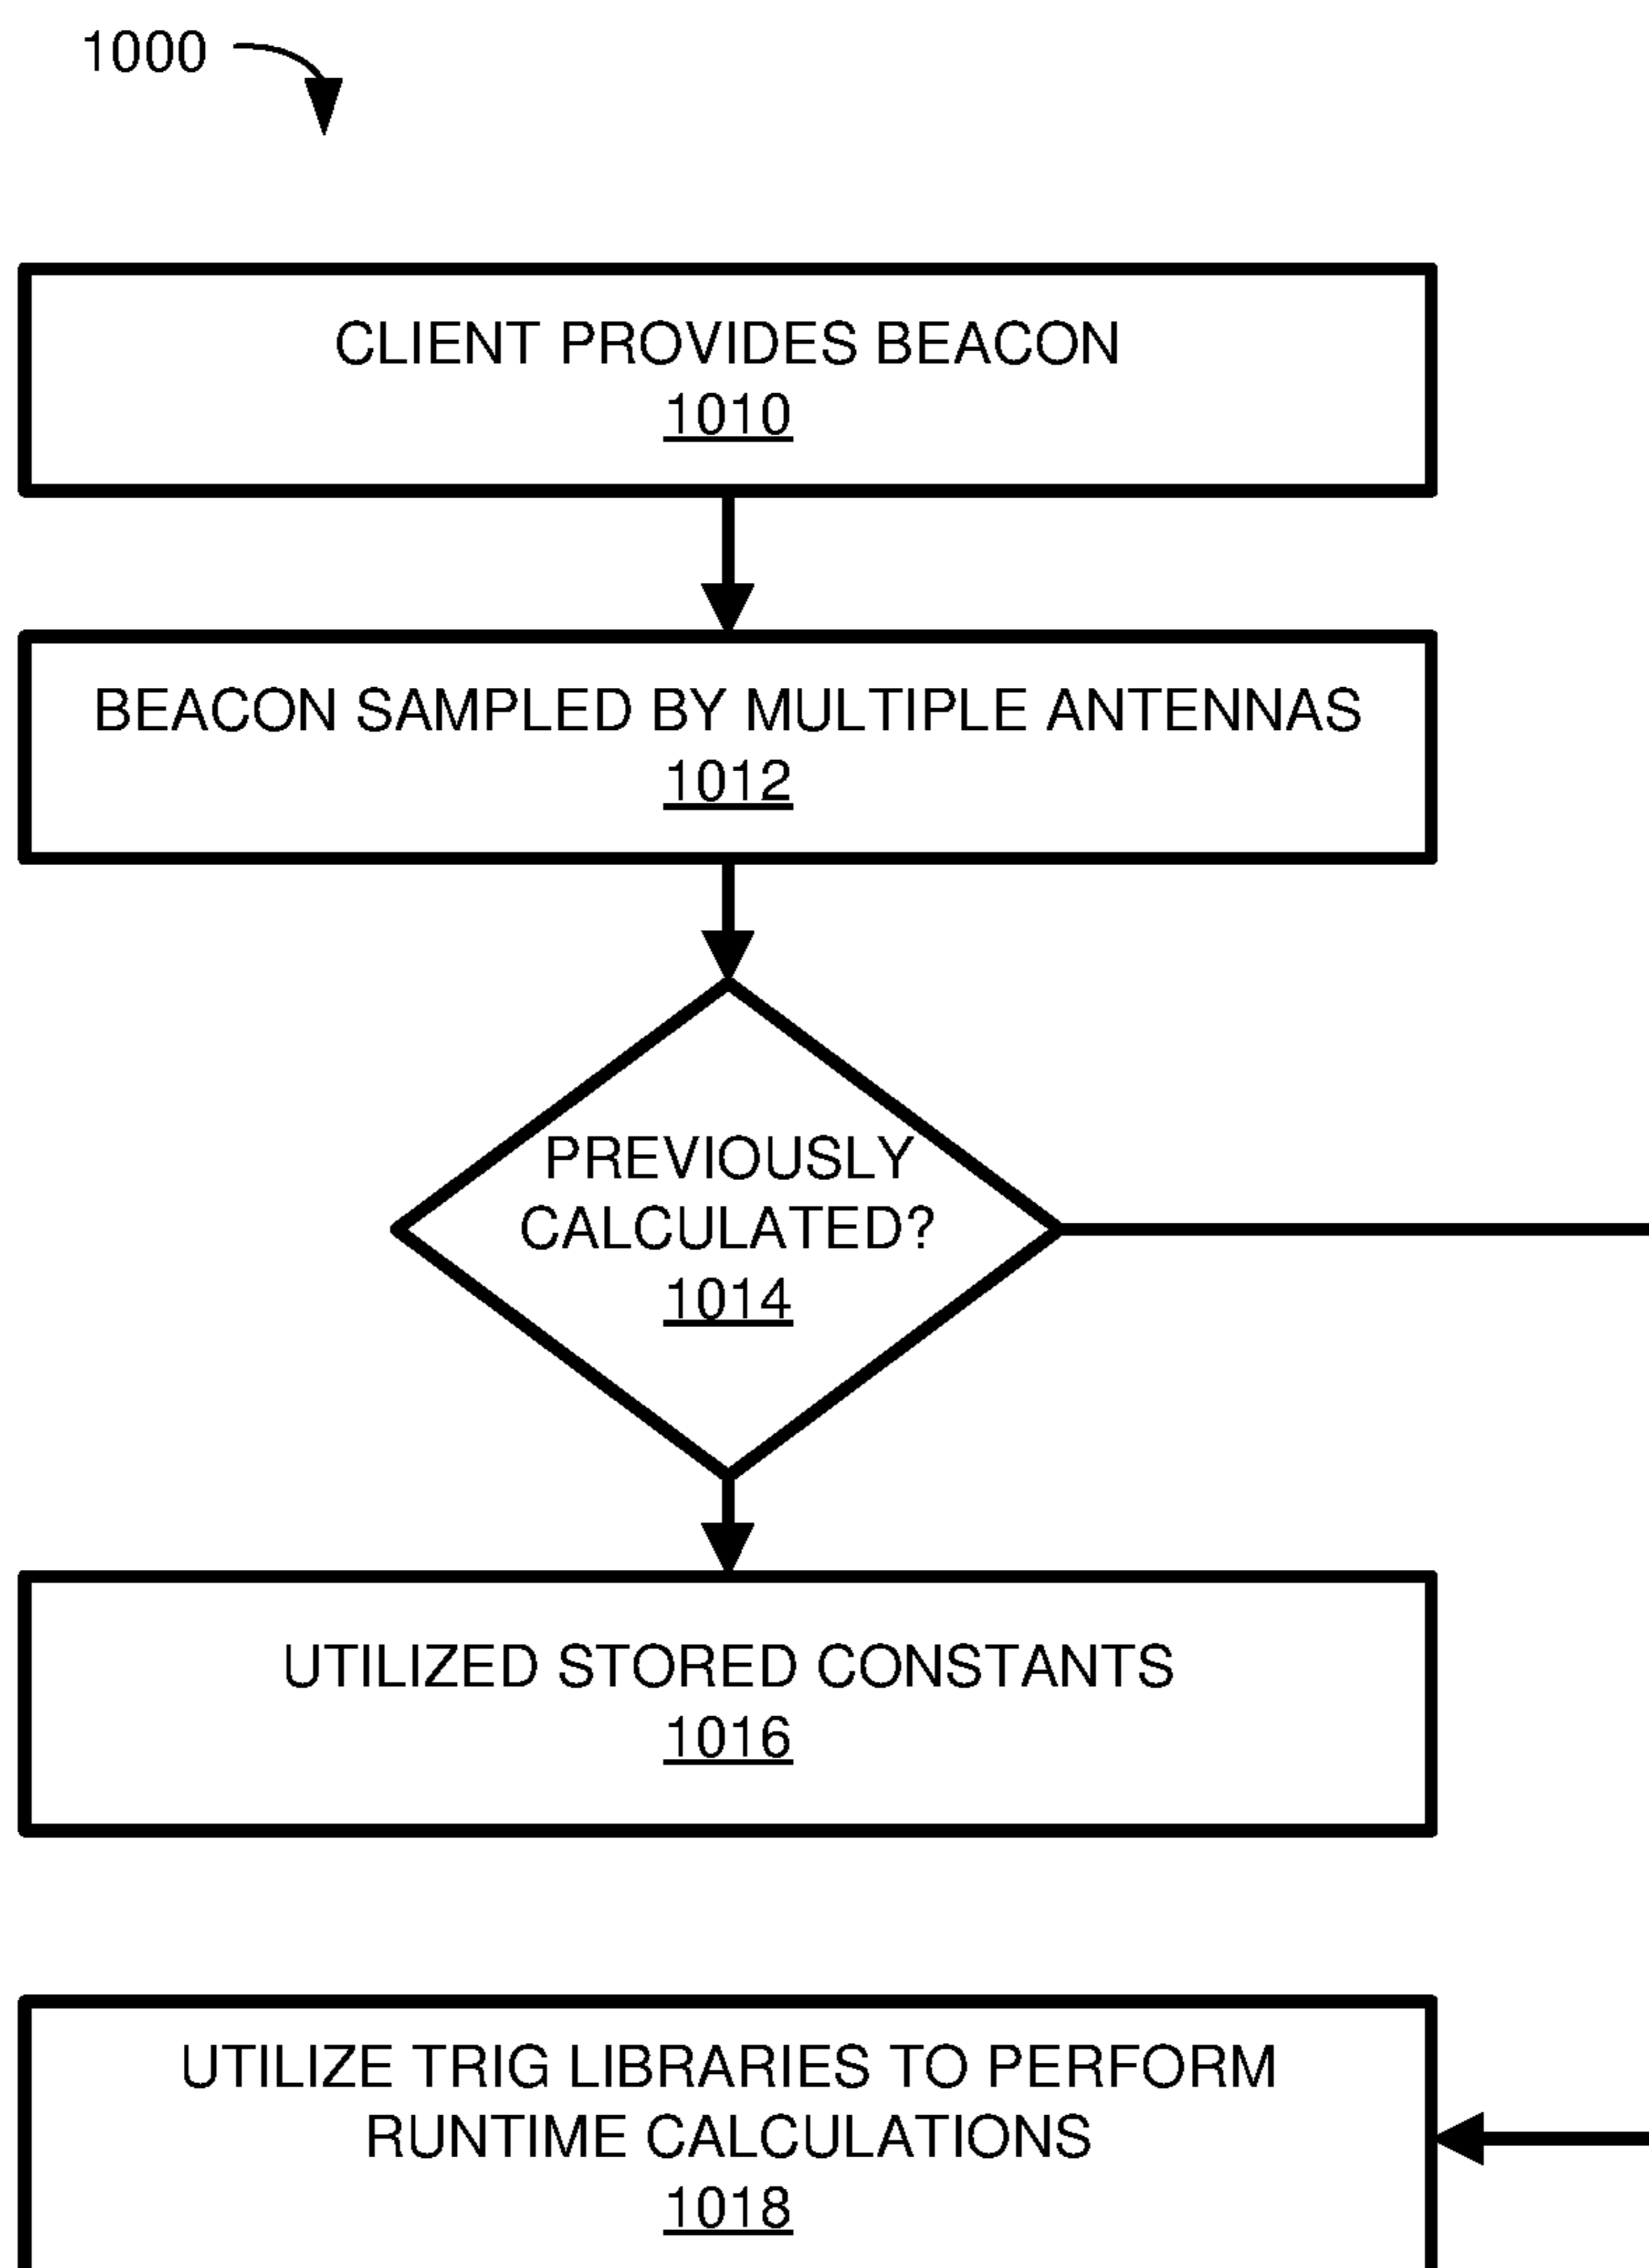 1000
CLIENT PROVIDES BEACON
1010
BEACON SAMPLED BY MULTIPLE ANTENNAS
1012
PREVIOUSLY
CALCULATED?
1014
UTILIZED STORED CONSTANTS
1016
UTILIZE TRIG LIBRARIES TO PERFORM
RUNTIME CALCULATIONS
1018